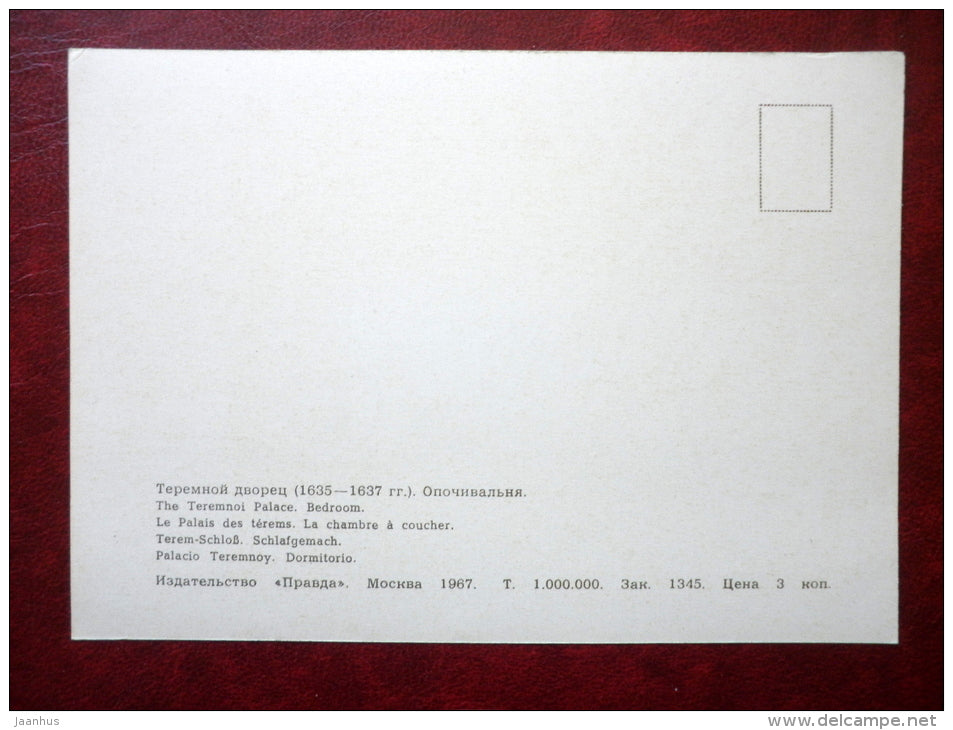 Теремной дворец (1635—1637 гг.). Опочивальня.
The Teremnoi Palace. Bedroom.
Le Palais des térems. La chambre à coucher.
Terem-Schloß. Schlafgemach.
Palacio Teremnoy. Dormitorio.
Издательство «Правда». Москва 1967. Т. 1.000.000. Зак. 1345. Цена 3 коп.
jaanhus
www.delcampe.net